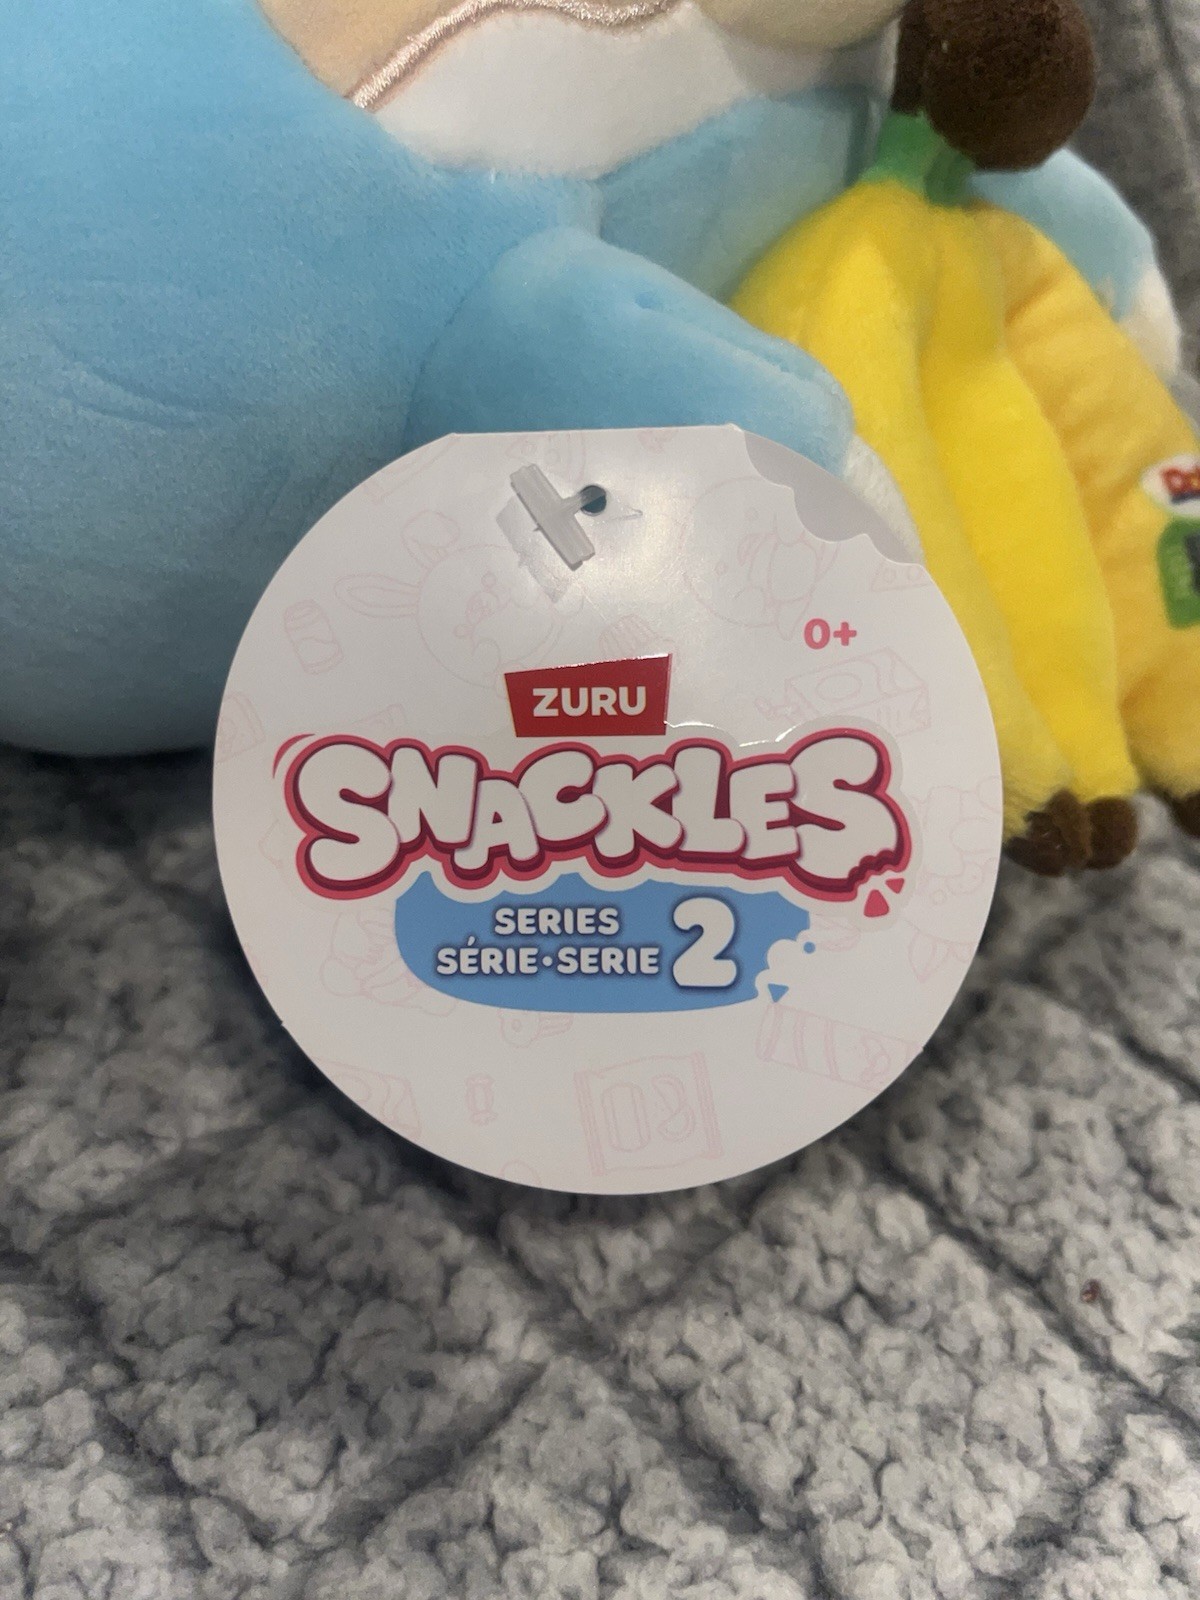 0+
ZURU
SNACKLES
SERIES
SÉRIE•SERIE 2